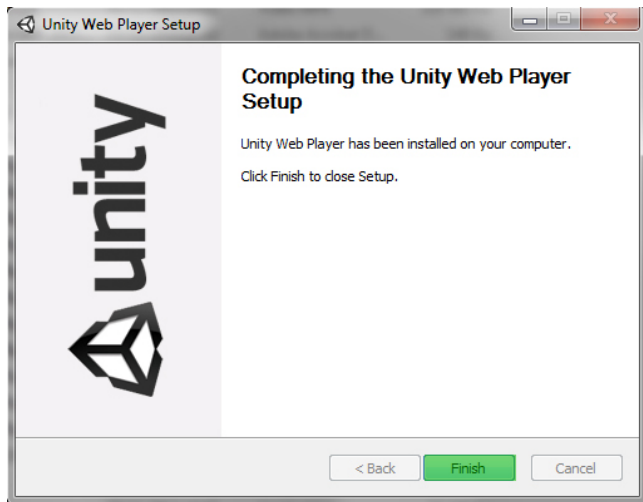 Unity Web Player Setup
Completing the Unity Web Player
Setup
Unity Web Player has been installed on your computer.
Click Finish to close Setup.
unity
< Back
Finish
Cancel